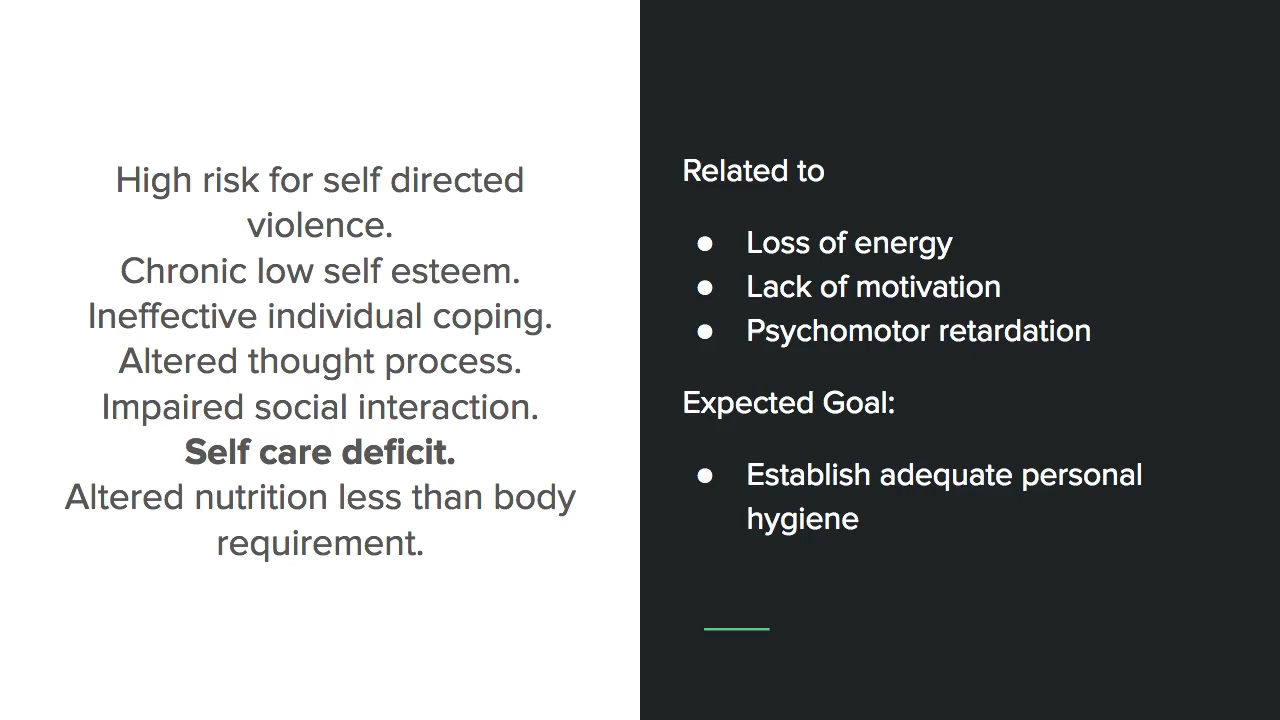 High risk for self directed
violence.
Chronic low self esteem.
Ineffective individual coping.
Altered thought process.
Impaired social interaction.
Self care deficit.
Altered nutrition less than body
requirement.
Related to
● Loss of energy
● Lack of motivation
● Psychomotor retardation
Expected Goal:
● Establish adequate personal
hygiene